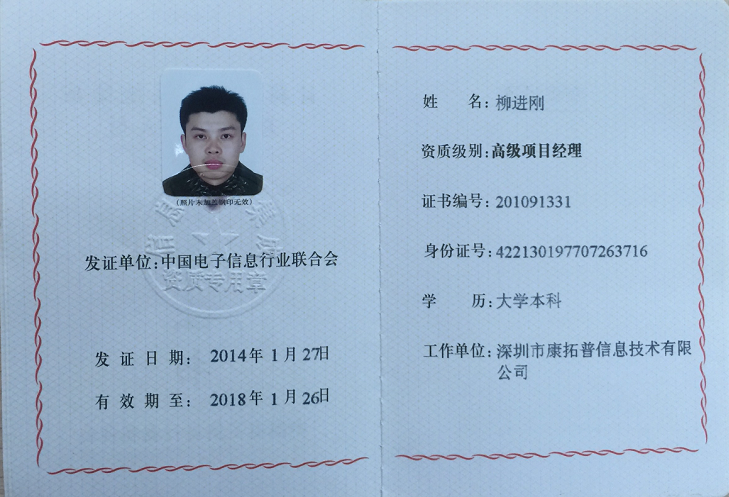 (照片未加盖钢印无效)
发证单位:中国电子信息行业联合会
资质专用章
发 证 日 期: 2014年 1 月 27日
有 效 期 至: 2018年 1 月 26日
姓 名: 柳进刚
资质级别:高级项目经理
证书编号: 201091331
身份证号: 422130197707263716
学 历: 大学本科
工作单位: 深圳市康拓普信息技术有限
公司